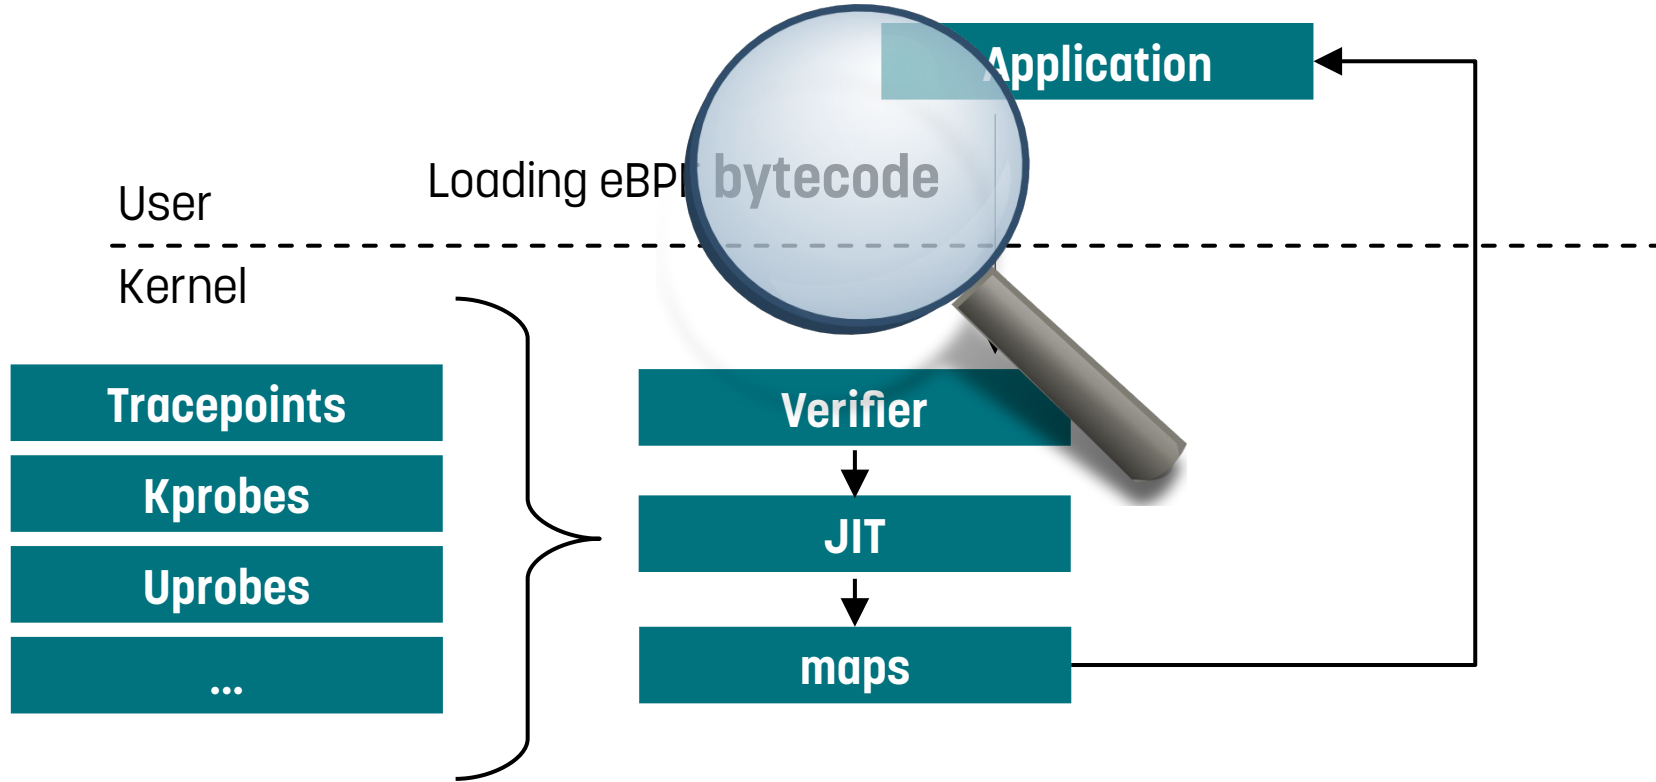 Application
Loading eBPF bytecode
User
Kernel
Tracepoints
Kprobes
Uprobes
...
Verifier
JIT
maps